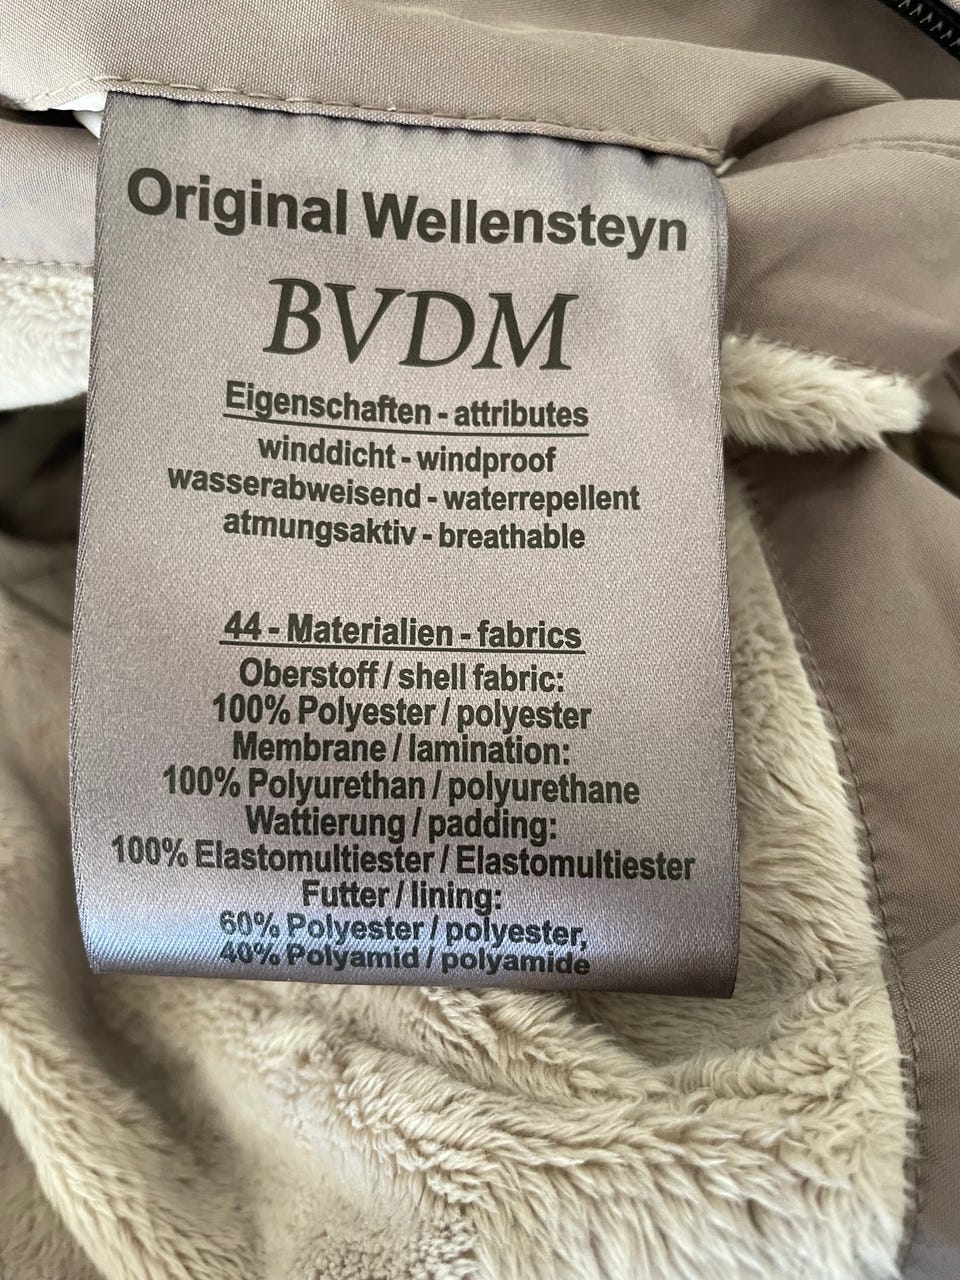 Original Wellensteyn
BVDM
Eigenschaften - attributes
winddicht - windproof
wasserabweisend - waterrepellent
atmungsaktiv - breathable
44 - Materialien - fabrics
Oberstoff / shell fabric:
100% Polyester / polyester
Membrane / lamination:
100% Polyurethan / polyurethane
Wattierung / padding:
100% Elastomultiester / Elastomultiester
Futter / lining:
60% Polyester / polyester,
40% Polyamid / polyamide